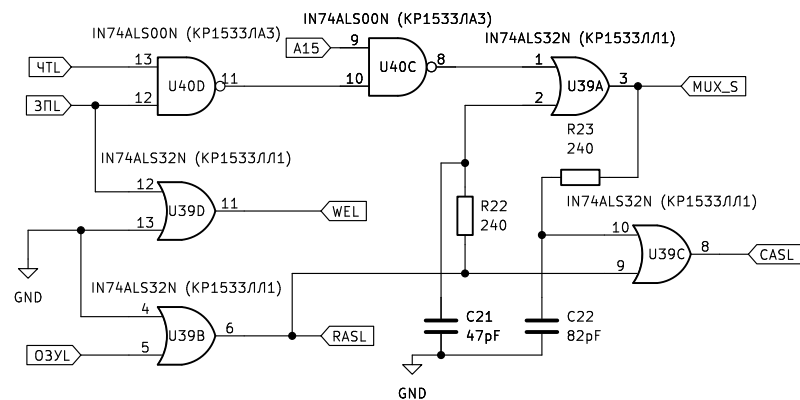 IN74ALS00N (КР1533ЛА3)
IN74ALS00N (КР1533ЛА3)
IN74ALS32N (КР1533ЛЛ1)
A15
9
8
1
ЧТL
13
U40D
11
10
U40C
2
U39A
3
MUX_S
ЗПL
12
R23
240
IN74ALS32N (КР1533ЛЛ1)
12
U39D
11
WEL
13
R22
240
IN74ALS32N (КР1533ЛЛ1)
10
U39C
8
CASL
9
GND
IN74ALS32N (КР1533ЛЛ1)
4
U39B
6
RASL
5
ОЗУL
C21
47pF
C22
82pF
GND